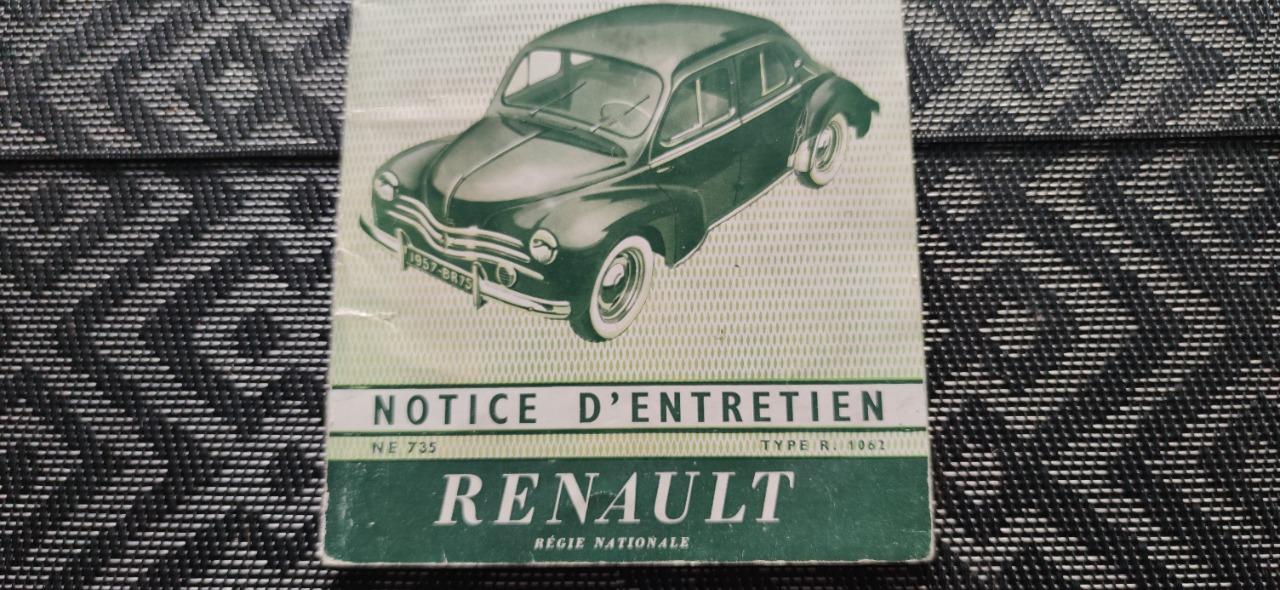 1957-BR75
NOTICE D'ENTRETIEN
NE 735 TYPE R. 1062
RENAULT
RÉGIE NATIONALE